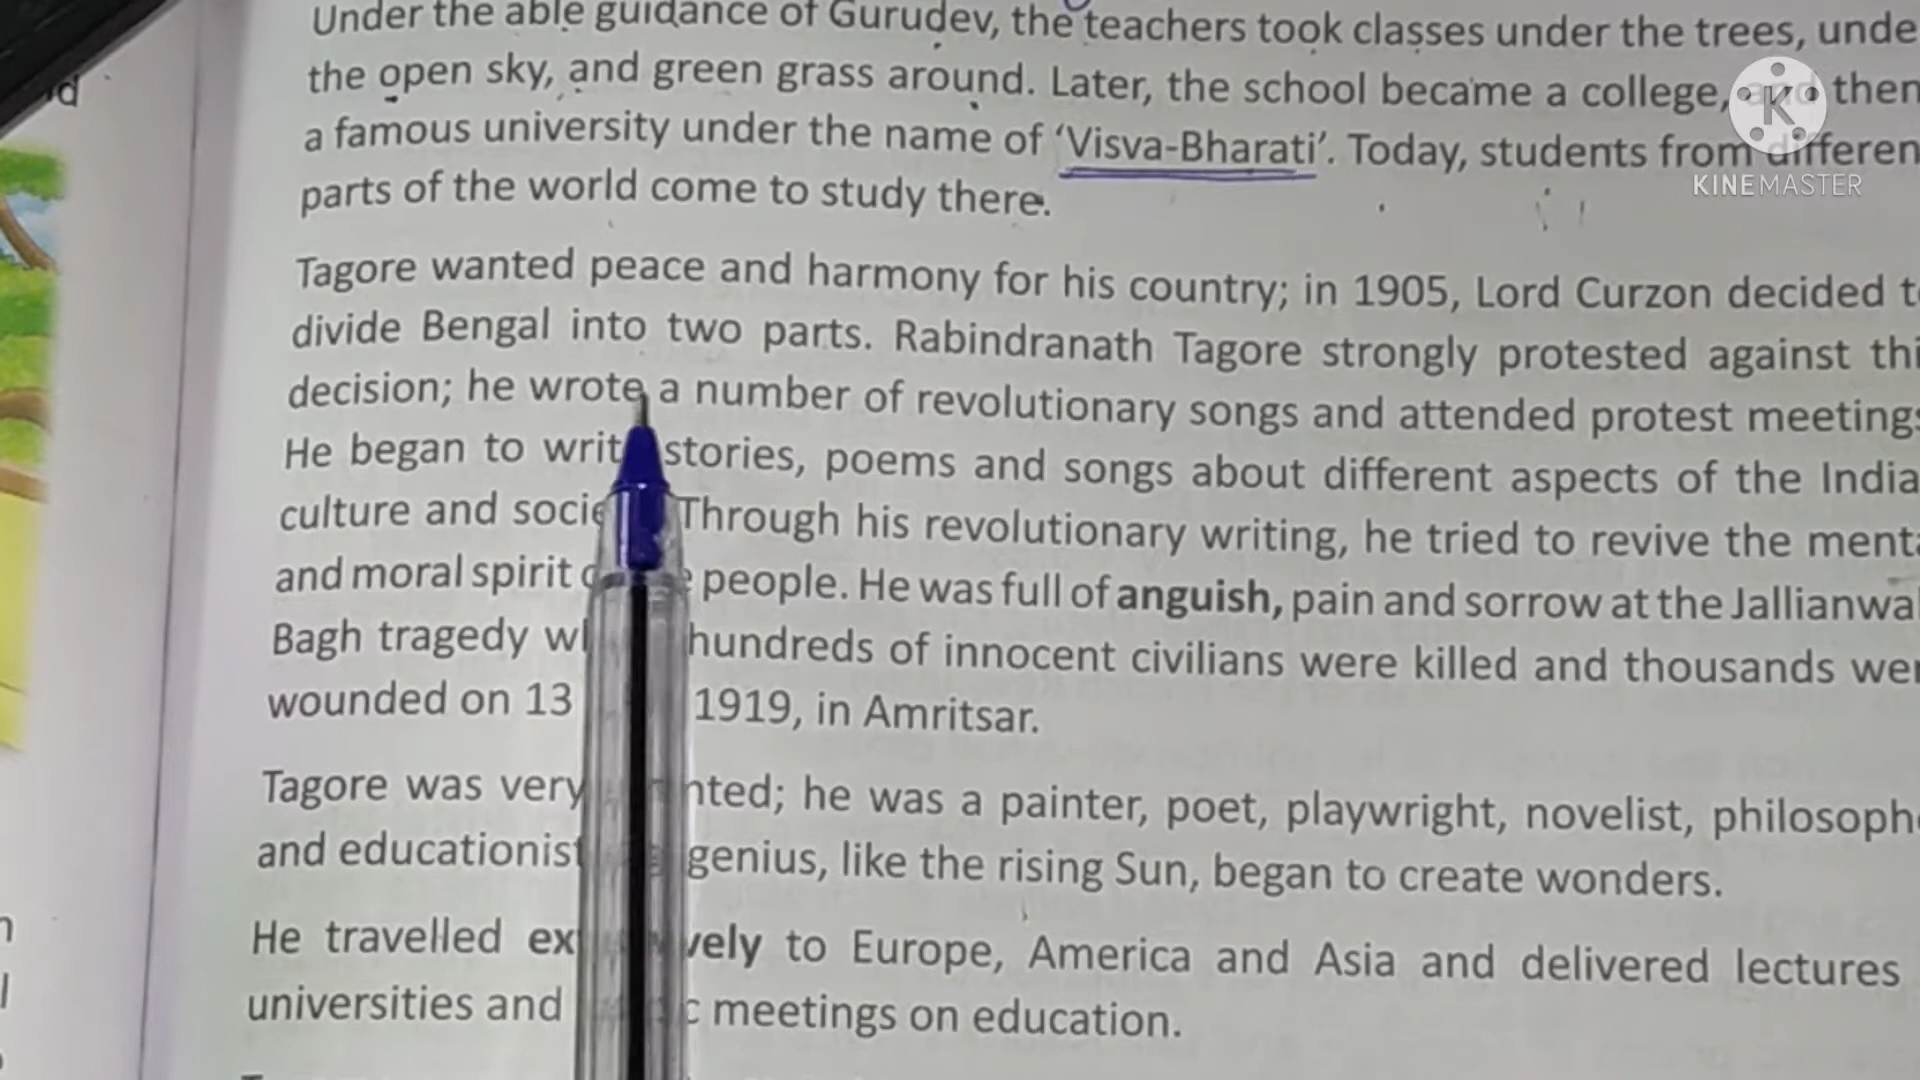 Under the able guidance of Gurudev, the teachers took classes under the trees, unde
the open sky, and green grass around. Later, the school became a college, and then
a famous university under the name of ‘Visva-Bharati’. Today, students from differen
parts of the world come to study there.
Tagore wanted peace and harmony for his country; in 1905, Lord Curzon decided t
divide Bengal into two parts. Rabindranath Tagore strongly protested against thi
decision; he wrote a number of revolutionary songs and attended protest meetings
He began to writ stories, poems and songs about different aspects of the India
culture and socie Through his revolutionary writing, he tried to revive the menta
and moral spirit people. He was full of anguish, pain and sorrow at the Jallianwal
Bagh tragedy hundreds of innocent civilians were killed and thousands wer
wounded on 13 1919, in Amritsar.
Tagore was very nted; he was a painter, poet, playwright, novelist, philosophe
and educationist genius, like the rising Sun, began to create wonders.
He travelled ex vely to Europe, America and Asia and delivered lectures
universities and c meetings on education.
K
KINEMASTER